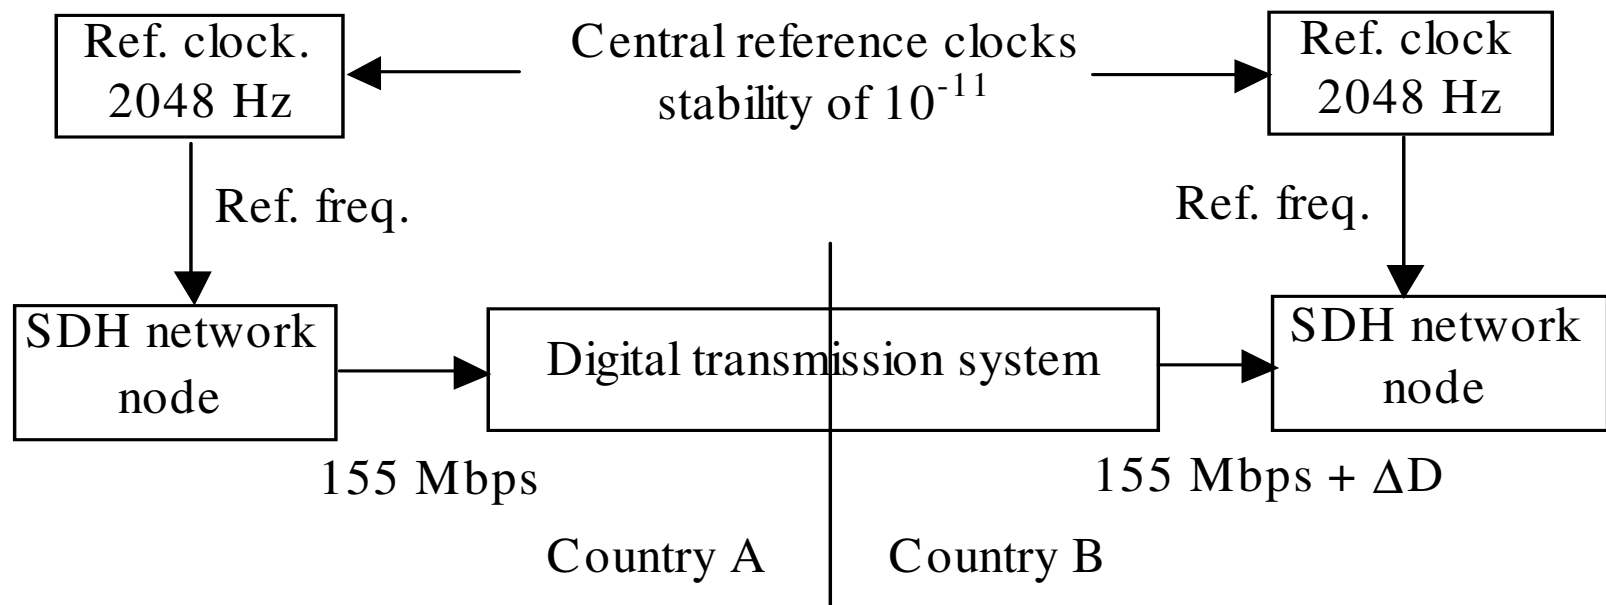 Ref. clock.
2048 Hz
Central reference clocks
stability of 10⁻¹¹
Ref. clock
2048 Hz
Ref. freq.
Ref. freq.
SDH network
node
Digital transmission system
SDH network
node
155 Mbps
155 Mbps + ΔD
Country A
Country B